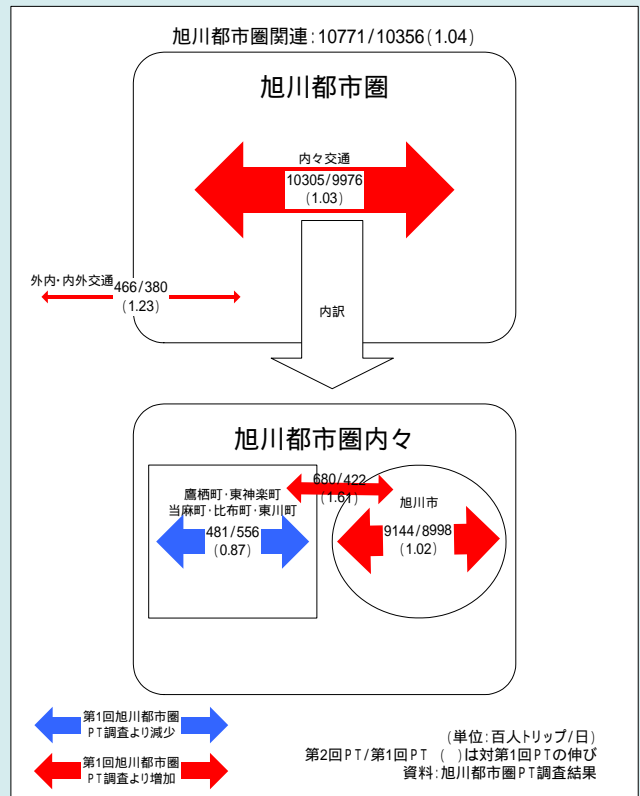 旭川都市圏関連:10771/10356(1.04)
旭川都市圏
内々交通
10305/9976
(1.03)
外内・内外交通
466/380
(1.23)
内訳
旭川都市圏内々
680/422
(1.61)
鷹栖町・東神楽町
当麻町・比布町・東川町
481/556
(0.87)
旭川市
9144/8998
(1.02)
第1回旭川都市圏
PT調査より減少
第1回旭川都市圏
PT調査より増加
(単位:百人トリップ/日)
第2回PT/第1回PT ( )は対第1回PTの伸び
資料:旭川都市圏PT調査結果